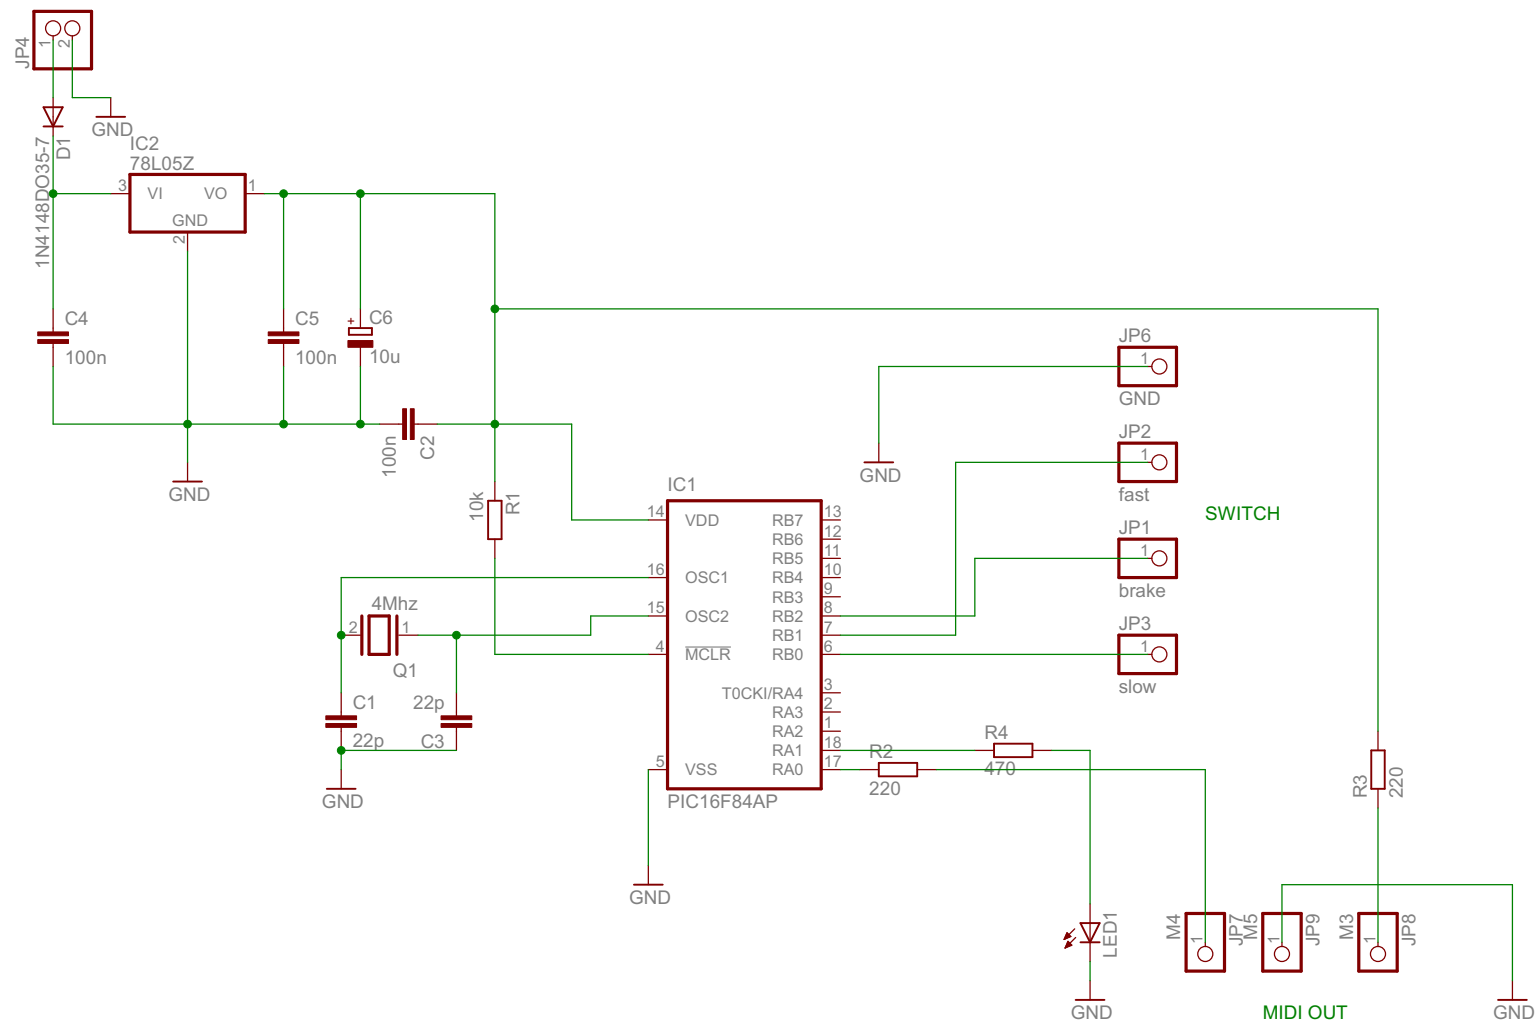 JP4
1
2
GND
D1
1N4148DO35-7
IC2
78L05Z
3
VI
VO
1
GND
2
C4
100n
C5
100n
+
C6
10u
100n
C2
GND
10k
R1
JP6
1
GND
GND
JP2
1
fast
SWITCH
JP1
1
brake
JP3
1
slow
IC1
14
VDD
16
OSC1
15
OSC2
4
MCLR
5
VSS
RB7
13
RB6
12
RB5
11
RB4
10
RB3
9
RB2
8
RB1
7
RB0
6
T0CKI/RA4
3
RA3
2
RA2
1
RA1
18
RA0
17
PIC16F84AP
4Mhz
2
1
Q1
C1
22p
22p
C3
GND
GND
R2
220
R4
470
R3
220
LED1
GND
M4
1
JP7
M5
1
JP9
M3
1
JP8
MIDI OUT
GND